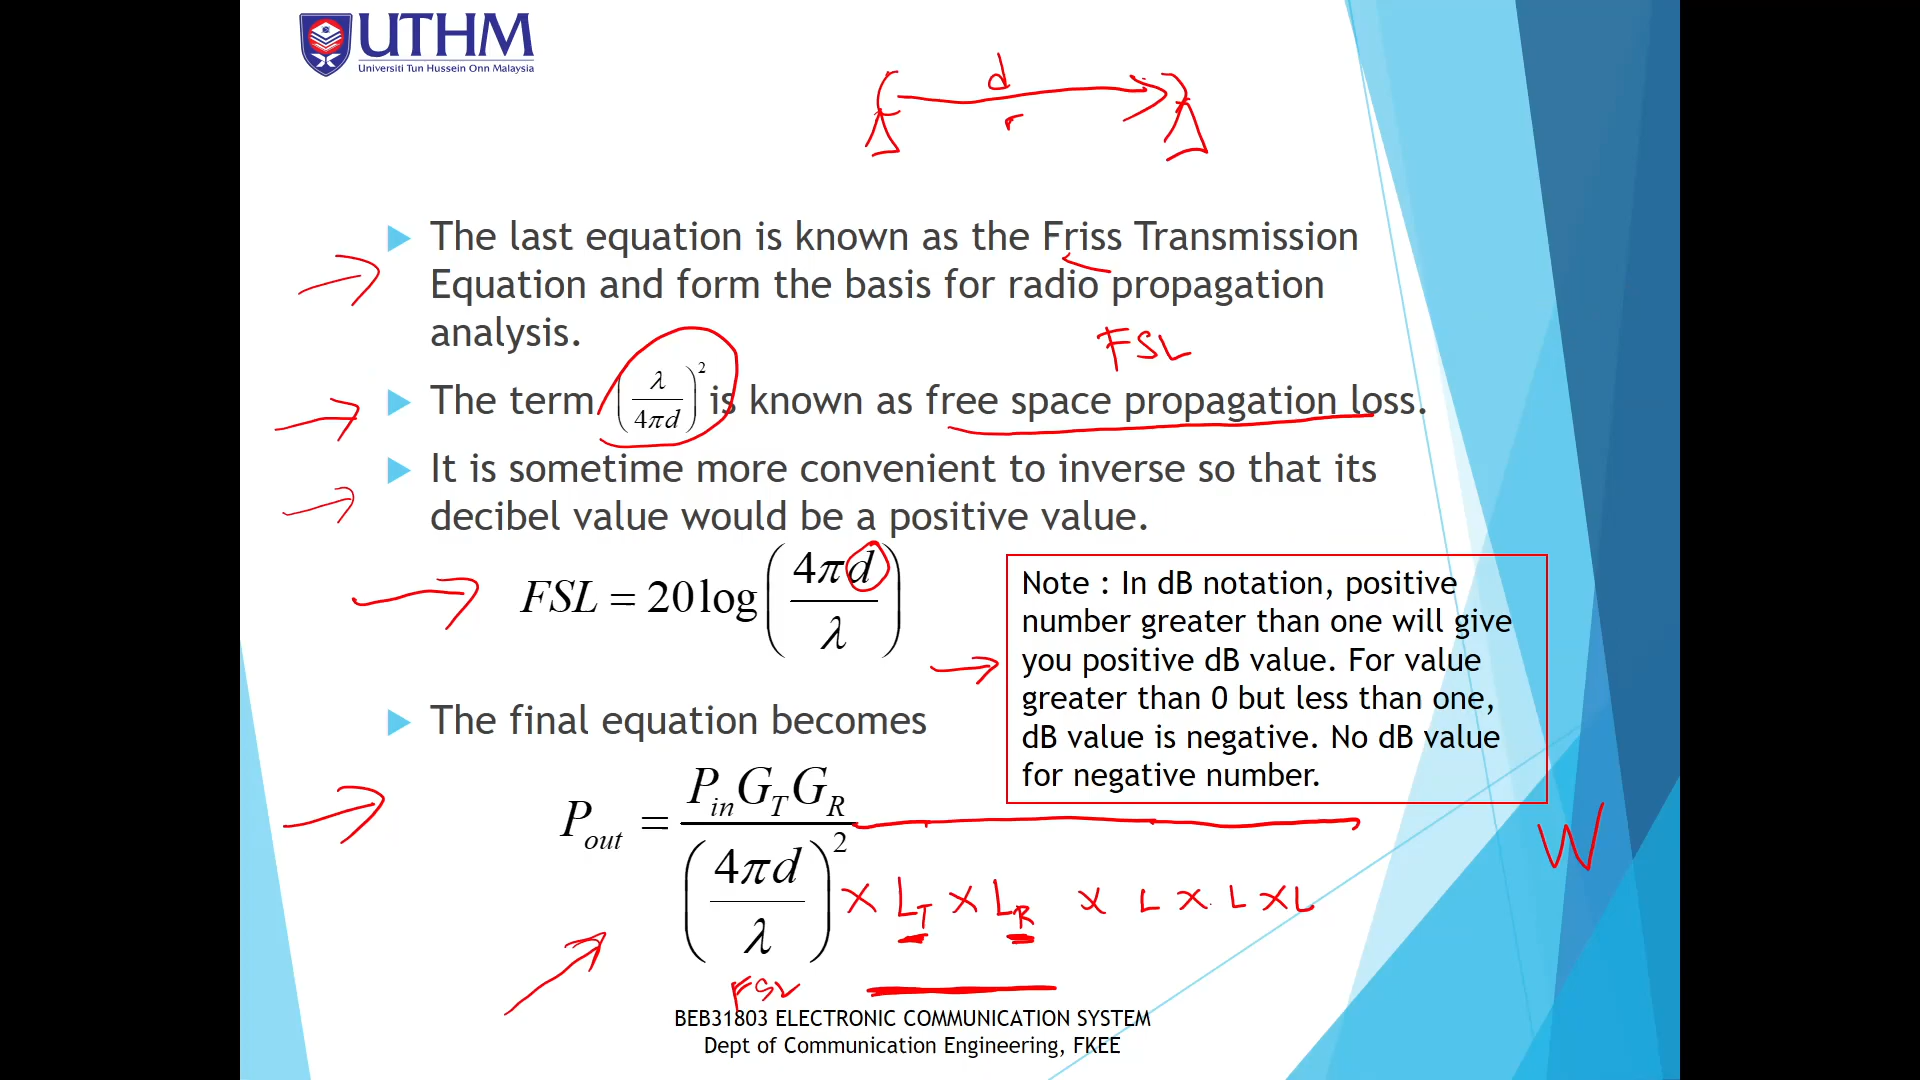 UTHM
Universiti Tun Hussein Onn Malaysia
d
r
The last equation is known as the Friss Transmission
Equation and form the basis for radio propagation
analysis.
FSL
The term (λ/4πd)² is known as free space propagation loss.
It is sometime more convenient to inverse so that its
decibel value would be a positive value.
FSL = 20log(4πd/λ)
Note : In dB notation, positive
number greater than one will give
you positive dB value. For value
greater than 0 but less than one,
dB value is negative. No dB value
for negative number.
The final equation becomes
P_out = P_in G_T G_R / (4πd/λ)² × L_T × L_R × L × L × L
W
FSL
BEB31803 ELECTRONIC COMMUNICATION SYSTEM
Dept of Communication Engineering, FKEE